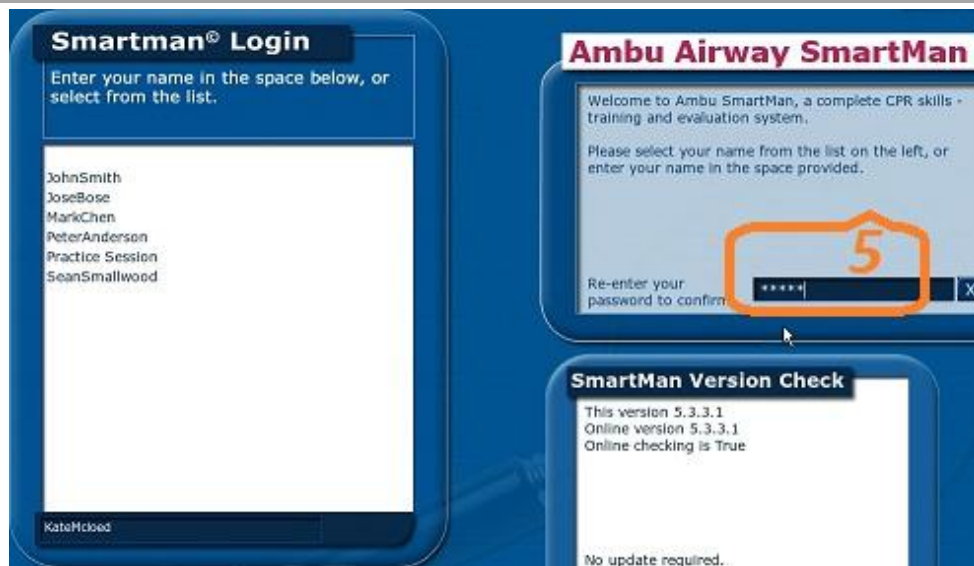 Smartman© Login
Enter your name in the space below, or
select from the list.
JohnSmith
JoseBose
MarkChen
PeterAnderson
Practice Session
SeanSmallwood
KateMcloed
Ambu Airway SmartMan
Welcome to Ambu SmartMan, a complete CPR skills -
training and evaluation system.
Please select your name from the list on the left, or
enter your name in the space provided.
5
Re-enter your
password to confirm
*****
X
SmartMan Version Check
This version 5.3.3.1
Online version 5.3.3.1
Online checking is True
No update required.